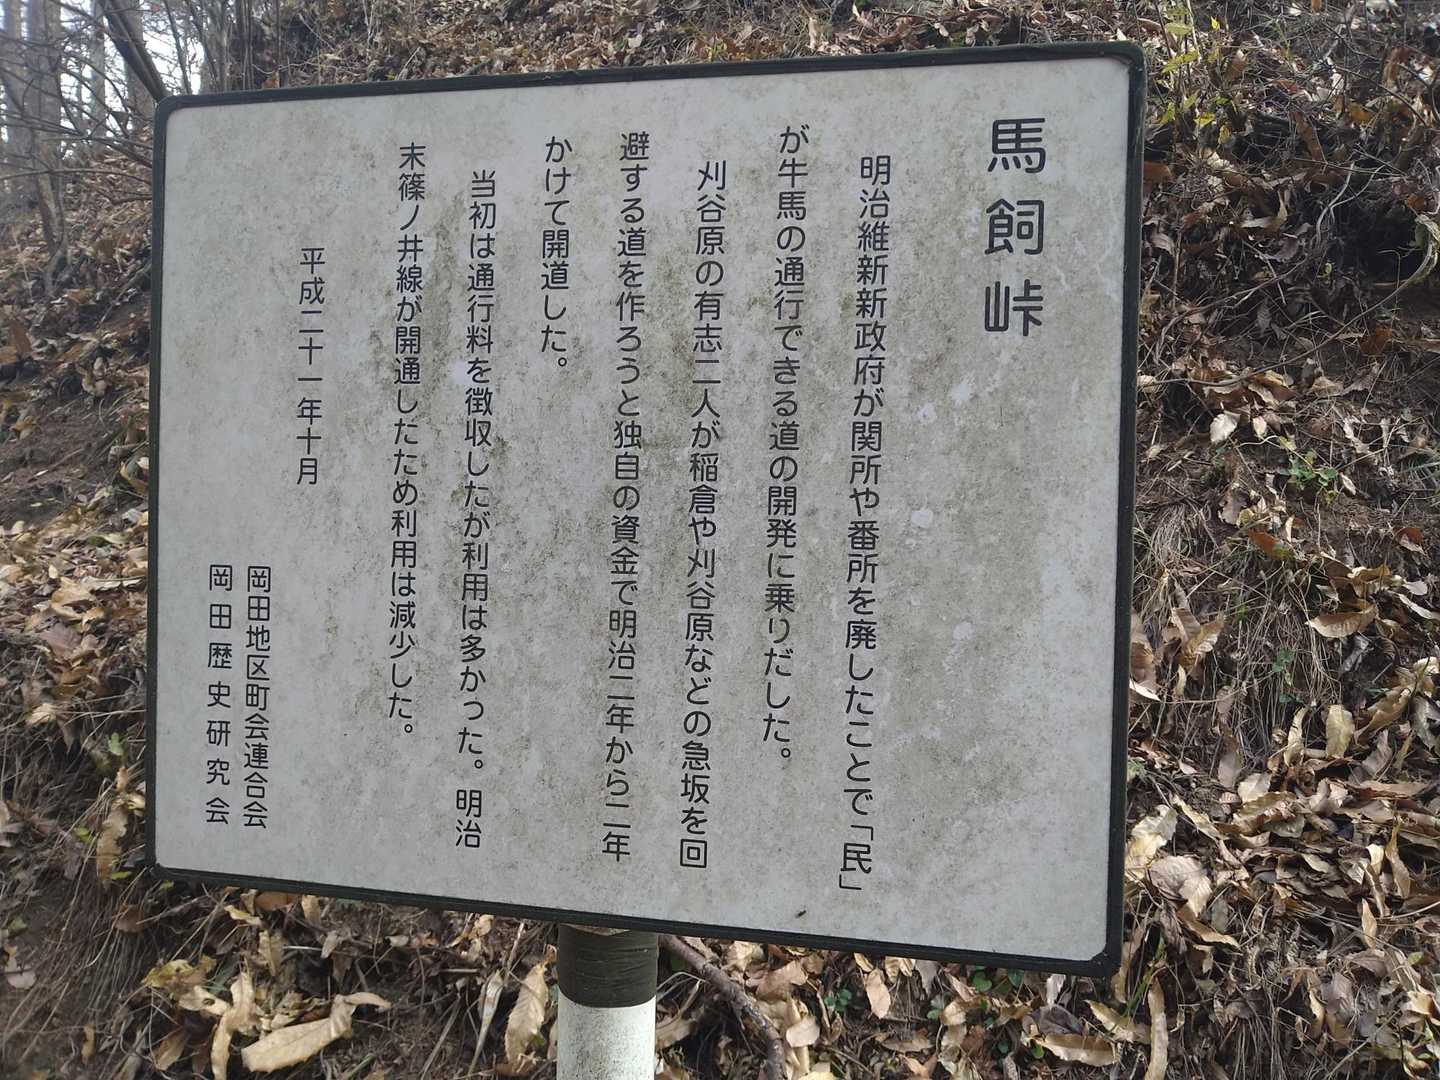 馬飼峠
明治維新新政府が関所や番所を廃したことで「民」
が牛馬の通行できる道の開発に乗りだした。
刈谷原の有志二人が稲倉や刈谷原などの急坂を回
避する道を作ろうと独自の資金で明治二年から二年
かけて開道した。
当初は通行料を徴収したが利用は多かった。明治
末篠ノ井線が開通したため利用は減少した。
平成二十一年十月
岡田地区町会連合会
岡田歴史研究会